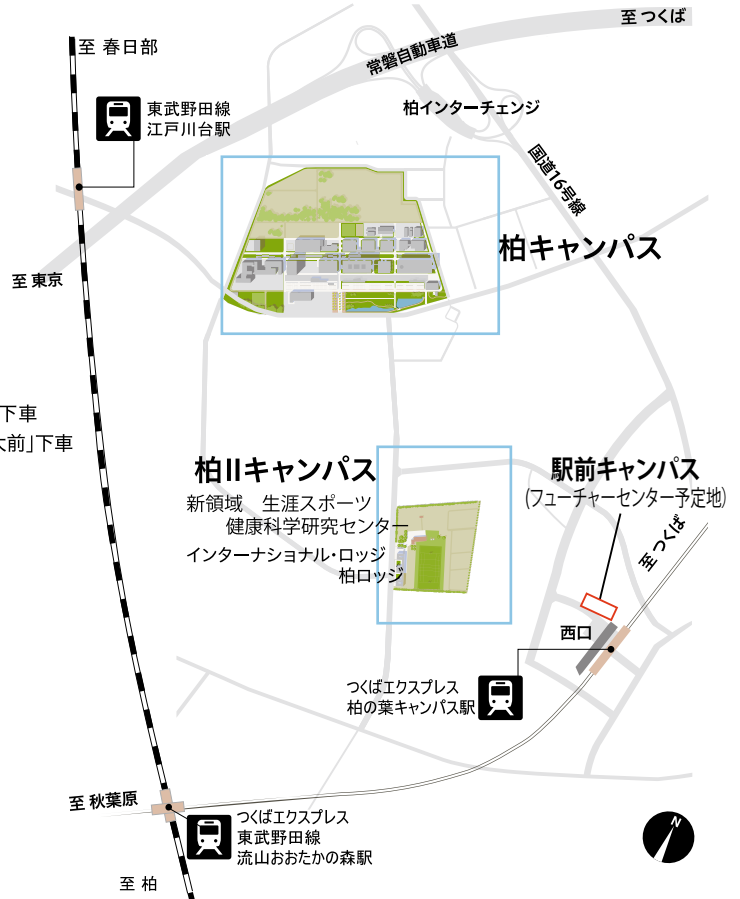 至 つくば
至 春日部
常磐自動車道
東武野田線
江戸川台駅
柏インターチェンジ
国道16号線
柏キャンパス
至 東京
下車
大前」下車
柏IIキャンパス
新領域　生涯スポーツ
健康科学研究センター
インターナショナル・ロッジ
柏ロッジ
駅前キャンパス
(フューチャーセンター予定地)
至 つくば
西口
つくばエクスプレス
柏の葉キャンパス駅
至 秋葉原
つくばエクスプレス
東武野田線
流山おおたかの森駅
至 柏
N